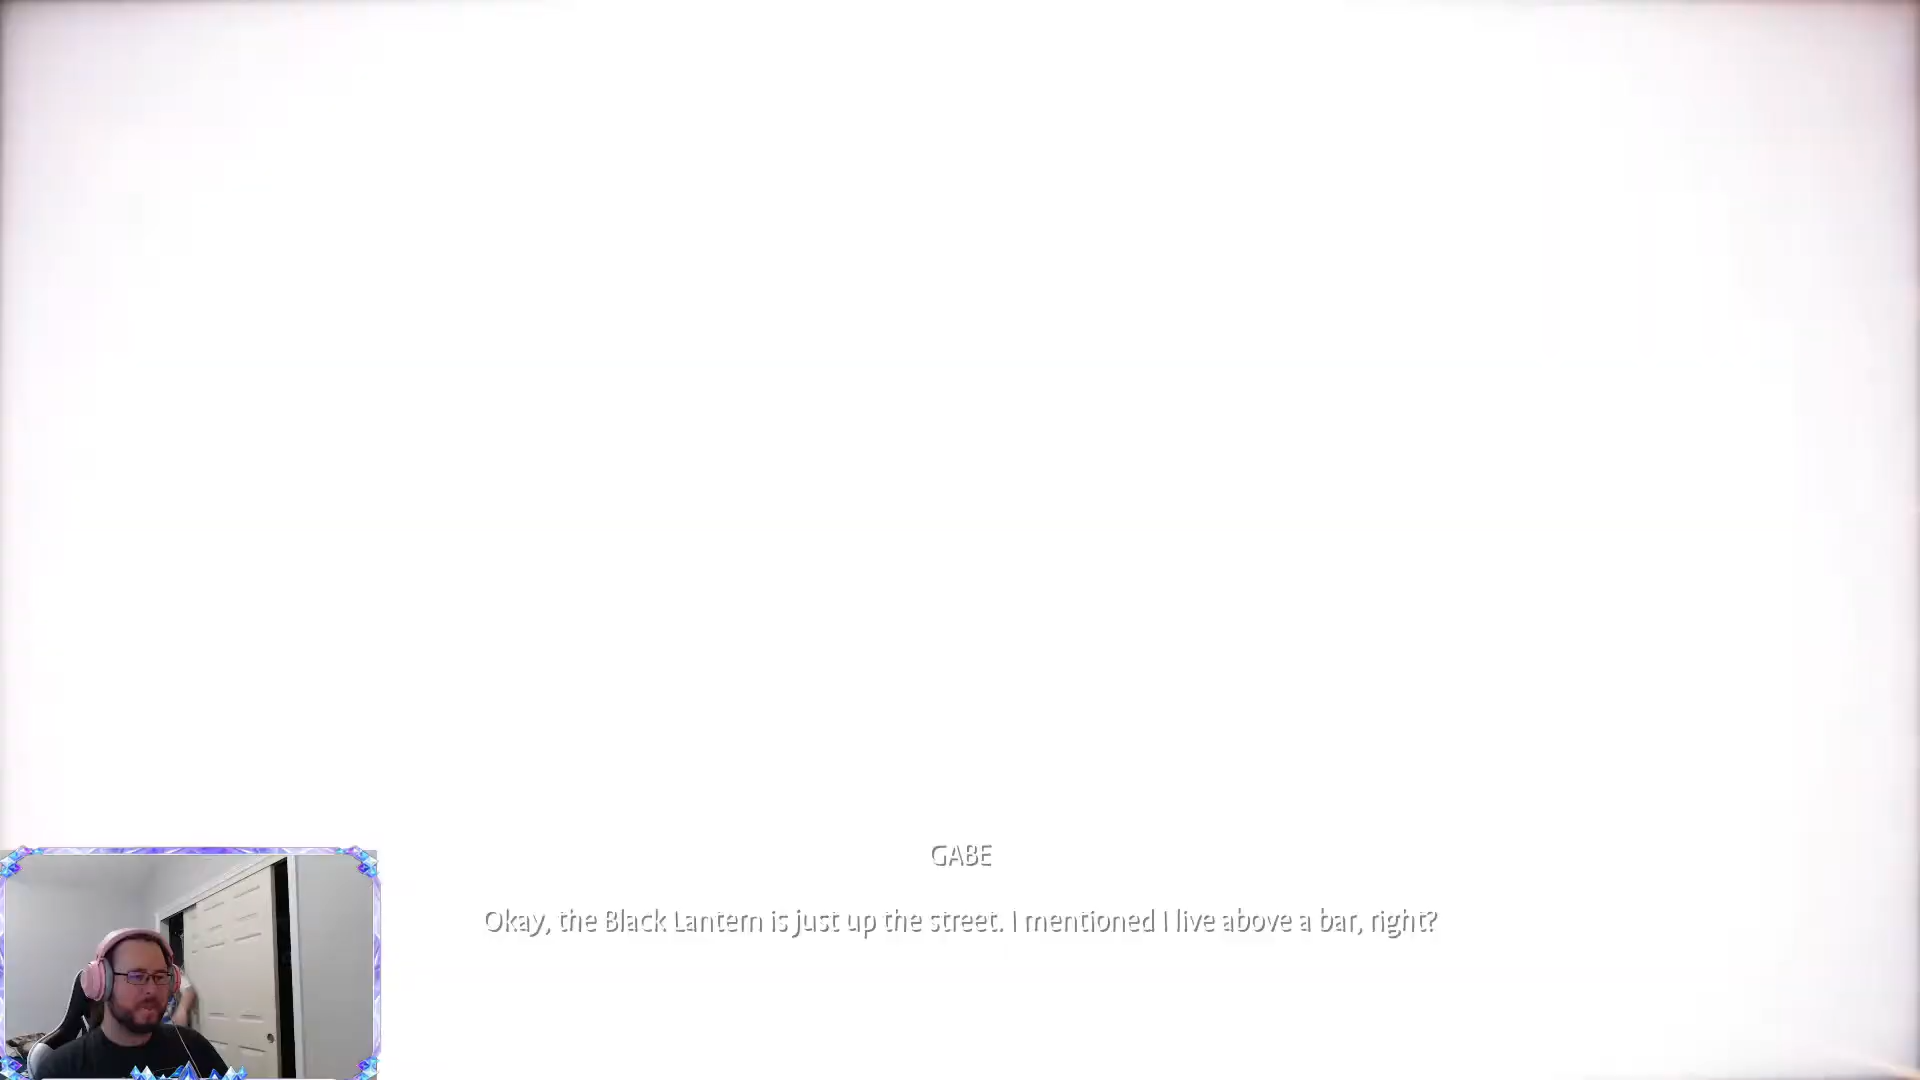 GABE
Okay, the Black Lantern is just up the street. I mentioned I live above a bar, right?